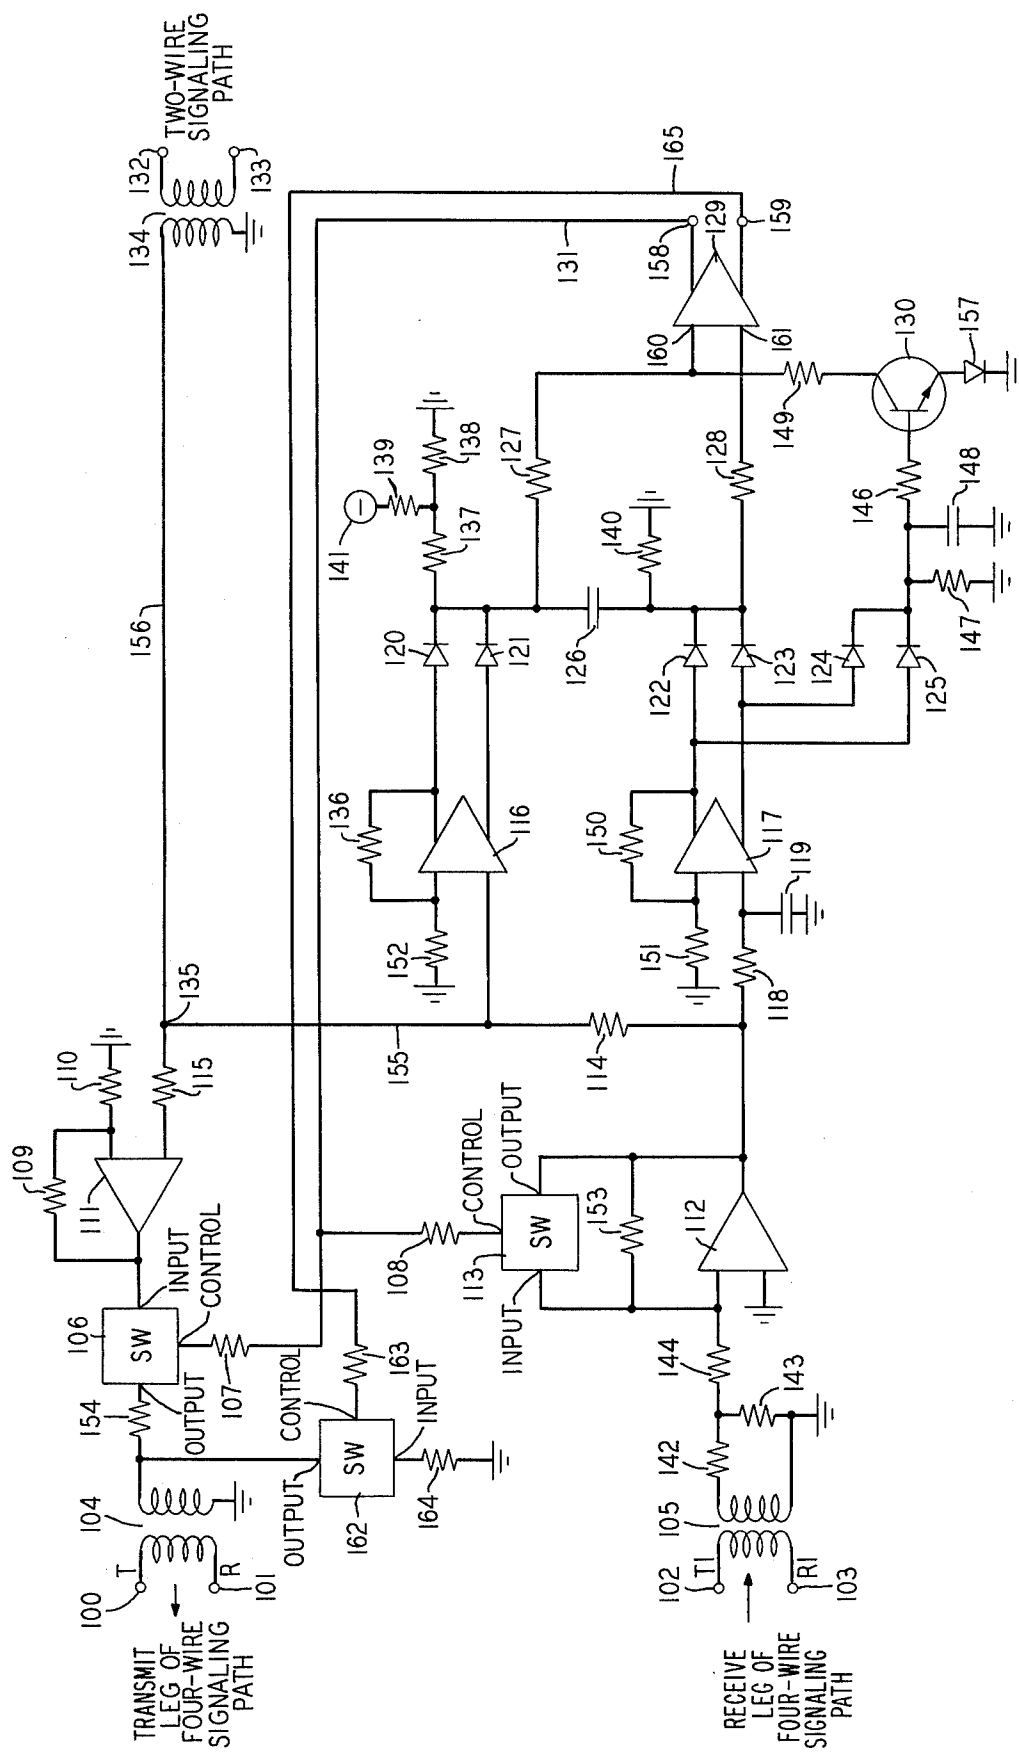 TWO-WIRE
SIGNALING
PATH
132
133
134
156
135
155
110
115
109
111
INPUT
CONTROL
106
SW
OUTPUT
154
107
104
T
R
100
101
TRANSMIT
LEG OF
FOUR-WIRE
SIGNALING
PATH
CONTROL
163
INPUT
SW
OUTPUT
162
164
165
131
158
159
129
160
161
141
139
138
137
127
128
140
126
149
130
157
146
148
147
120
121
122
123
124
125
136
116
152
150
117
151
119
118
114
CONTROL
OUTPUT
108
113
SW
153
INPUT
112
144
143
142
105
T1
R1
102
103
RECEIVE
LEG OF
FOUR-WIRE
SIGNALING
PATH